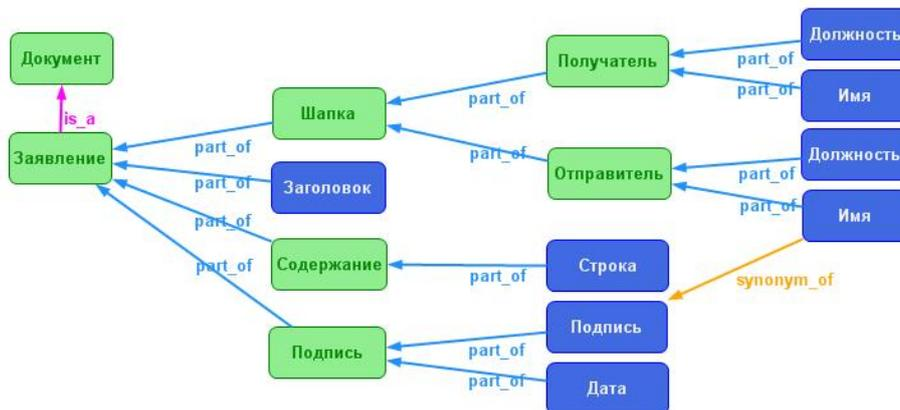 Документ
is_a
Заявление
part_of
part_of
part_of
part_of
Шапка
Заголовок
Содержание
Подпись
part_of
part_of
part_of
part_of
part_of
Получатель
Отправитель
Строка
Подпись
Дата
part_of
part_of
part_of
part_of
synonym_of
Должность
Имя
Должность
Имя